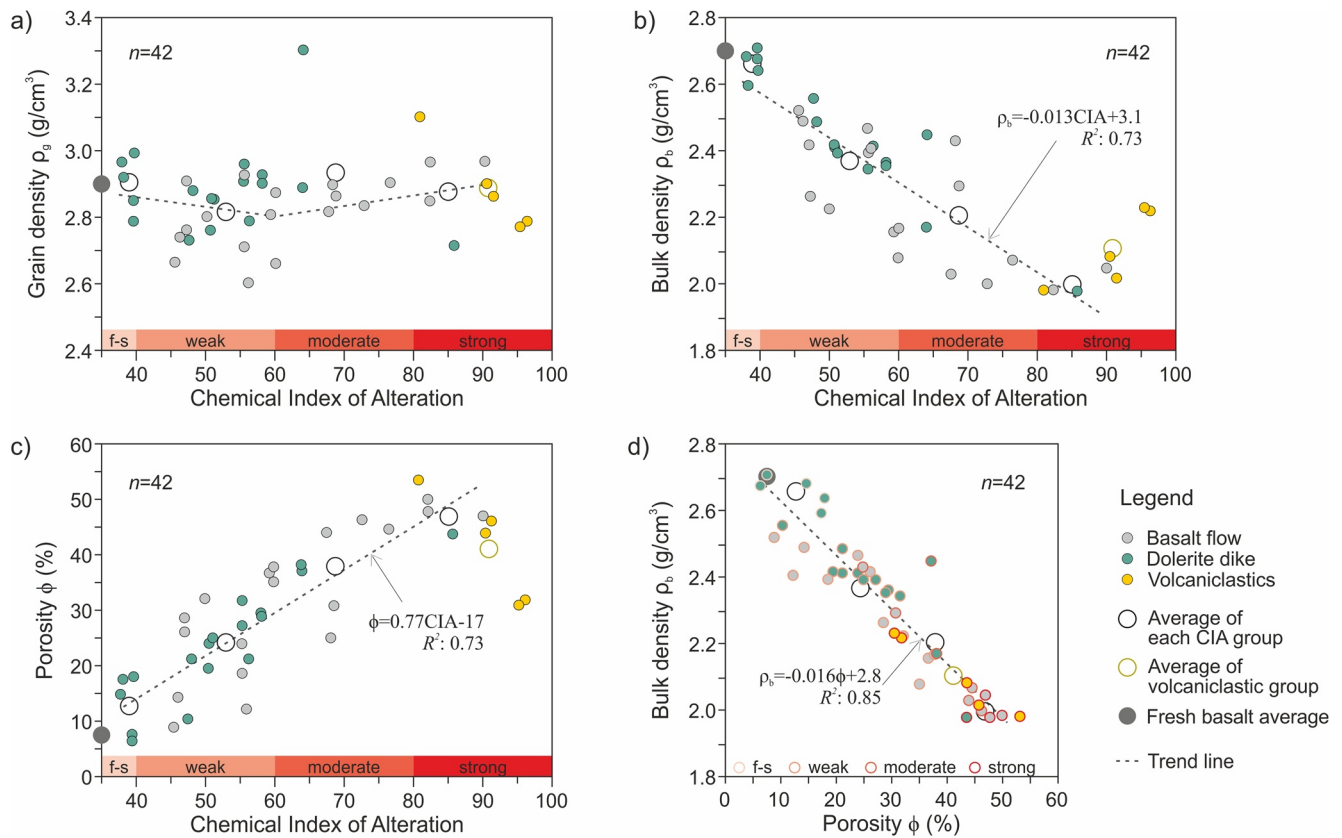 a)
n=42
3.4
3.2
3.0
2.8
2.6
2.4
Grain density ρg (g/cm³)
f-s
weak
moderate
strong
40
50
60
70
80
90
100
Chemical Index of Alteration
b)
n=42
2.8
2.6
2.4
2.2
2.0
1.8
Bulk density ρb (g/cm³)
ρb=-0.013CIA+3.1
R²: 0.73
f-s
weak
moderate
strong
40
50
60
70
80
90
100
Chemical Index of Alteration
c)
n=42
60
50
40
30
20
10
0
Porosity ϕ (%)
ϕ=0.77CIA-17
R²: 0.73
f-s
weak
moderate
strong
40
50
60
70
80
90
100
Chemical Index of Alteration
d)
n=42
2.8
2.6
2.4
2.2
2.0
1.8
Bulk density ρb (g/cm³)
ρb=-0.016ϕ+2.8
R²: 0.85
f-s
weak
moderate
strong
0
10
20
30
40
50
60
Porosity ϕ (%)
Legend
Basalt flow
Dolerite dike
Volcaniclastics
Average of
each CIA group
Average of
volcaniclastic group
Fresh basalt average
Trend line